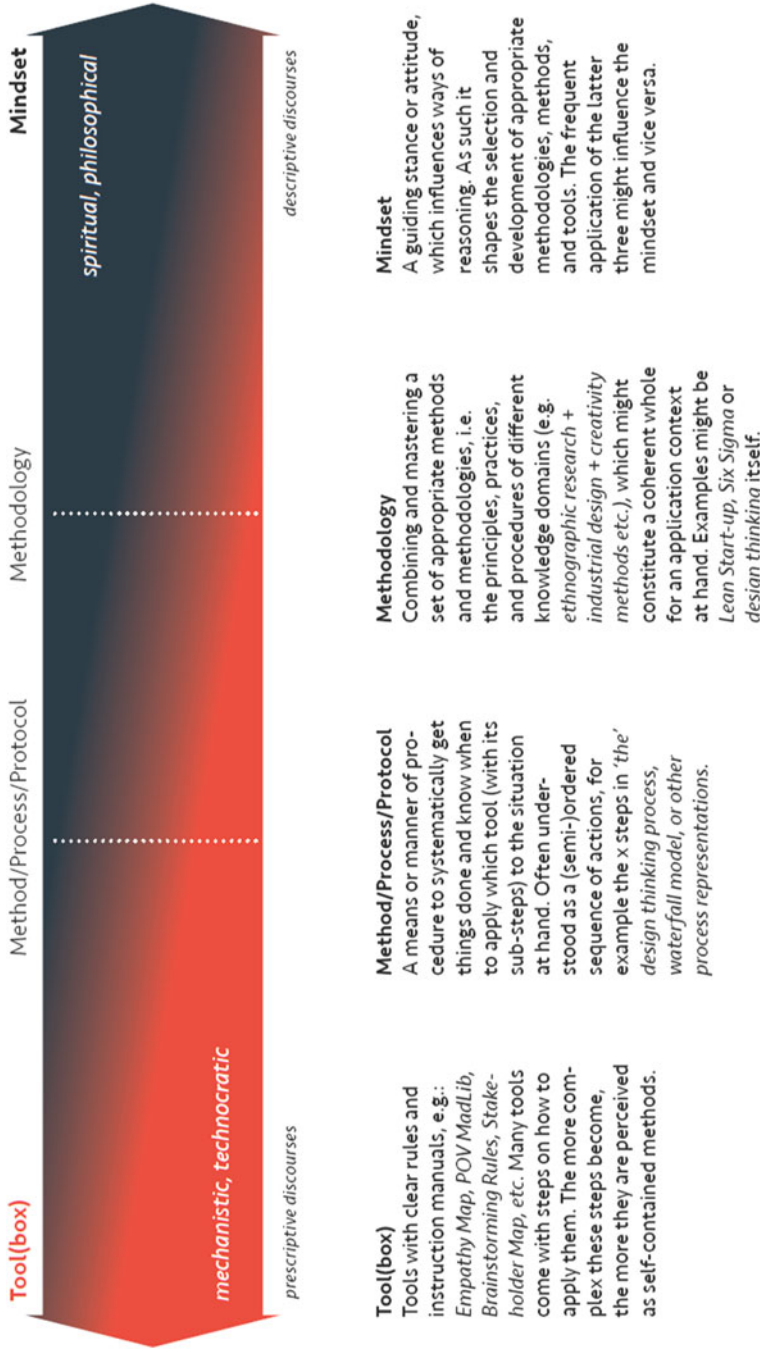 Tool(box)
Method/Process/Protocol
Methodology
Mindset
spiritual, philosophical
mechanistic, technocratic
prescriptive discourses
descriptive discourses
Tool(box)
Tools with clear rules and
instruction manuals, e.g.:
Empathy Map, POV MadLib,
Brainstorming Rules, Stake-
holder Map, etc. Many tools
come with steps on how to
apply them. The more com-
plex these steps become,
the more they are perceived
as self-contained methods.
Method/Process/Protocol
A means or manner of pro-
cedure to systematically get
things done and know when
to apply which tool (with its
sub-steps) to the situation
at hand. Often under-
stood as a (semi-)ordered
sequence of actions, for
example the x steps in ‘the’
design thinking process,
waterfall model, or other
process representations.
Methodology
Combining and mastering a
set of appropriate methods
and methodologies, i.e.
the principles, practices,
and procedures of different
knowledge domains (e.g.
ethnographic research +
industrial design + creativity
methods etc.), which might
constitute a coherent whole
for an application context
at hand. Examples might be
Lean Start-up, Six Sigma or
design thinking itself.
Mindset
A guiding stance or attitude,
which influences ways of
reasoning. As such it
shapes the selection and
development of appropriate
methodologies, methods,
and tools. The frequent
application of the latter
three might influence the
mindset and vice versa.